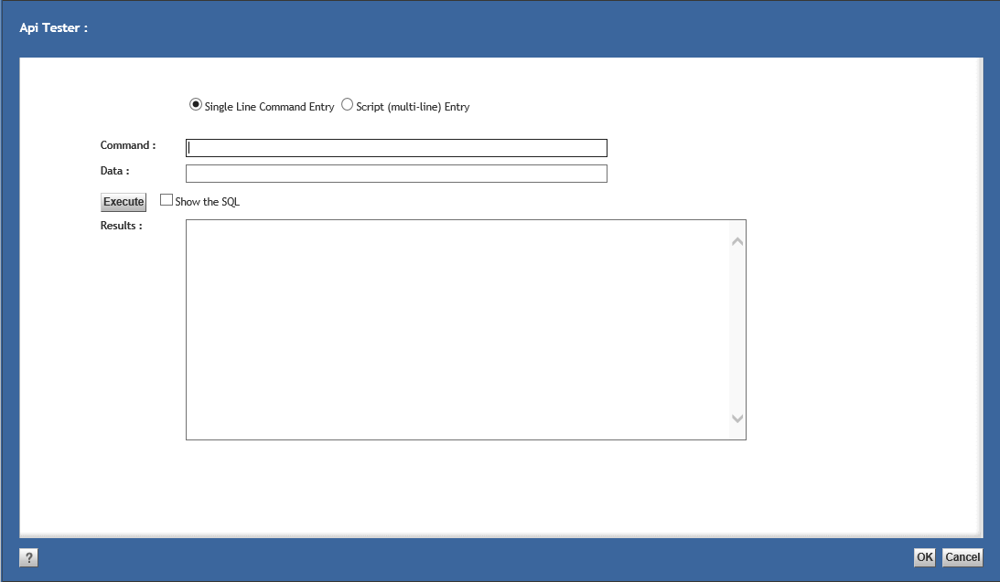 Api Tester :
Single Line Command Entry Script (multi-line) Entry
Command :
Data :
Execute Show the SQL
Results :
? OK Cancel